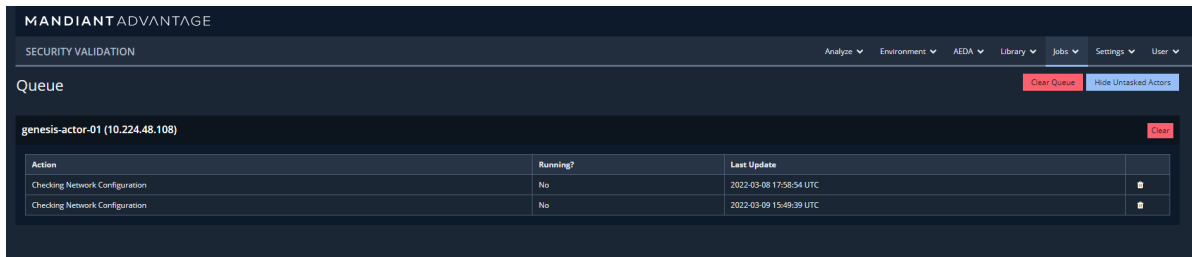 MANDIANT ADVANTAGE
SECURITY VALIDATION Analyze Environment AEDA Library Jobs Settings User
Queue Clear Queue Hide Untasked Actors
genesis-actor-01 (10.224.48.108) Clear
Action Running? Last Update
Checking Network Configuration No 2022-03-08 17:58:54 UTC
Checking Network Configuration No 2022-03-09 15:49:39 UTC